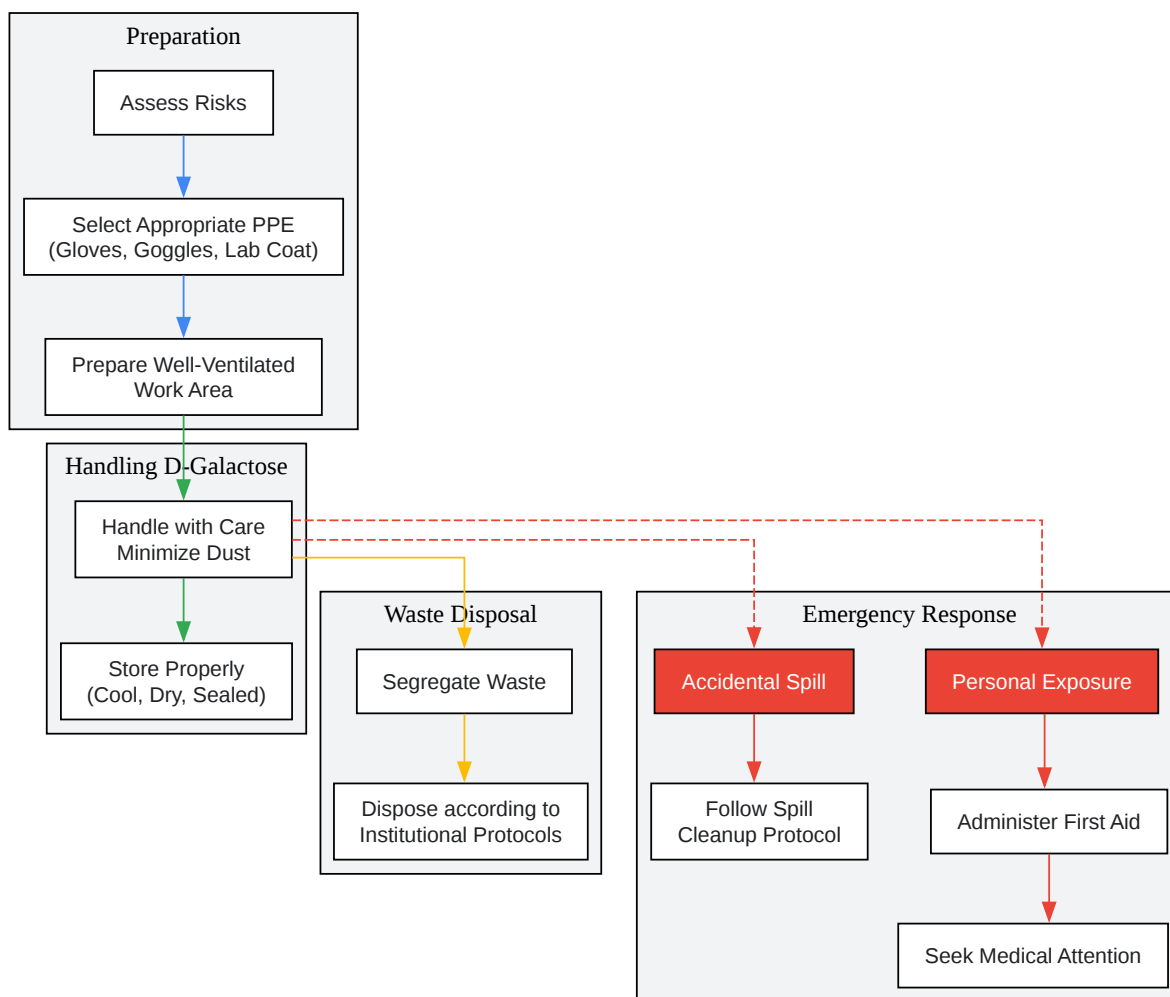 Preparation
Assess Risks
Select Appropriate PPE
(Gloves, Goggles, Lab Coat)
Prepare Well-Ventilated
Work Area
Handling D-Galactose
Handle with Care
Minimize Dust
Store Properly
(Cool, Dry, Sealed)
Waste Disposal
Segregate Waste
Dispose according to
Institutional Protocols
Emergency Response
Accidental Spill
Follow Spill
Cleanup Protocol
Personal Exposure
Administer First Aid
Seek Medical Attention